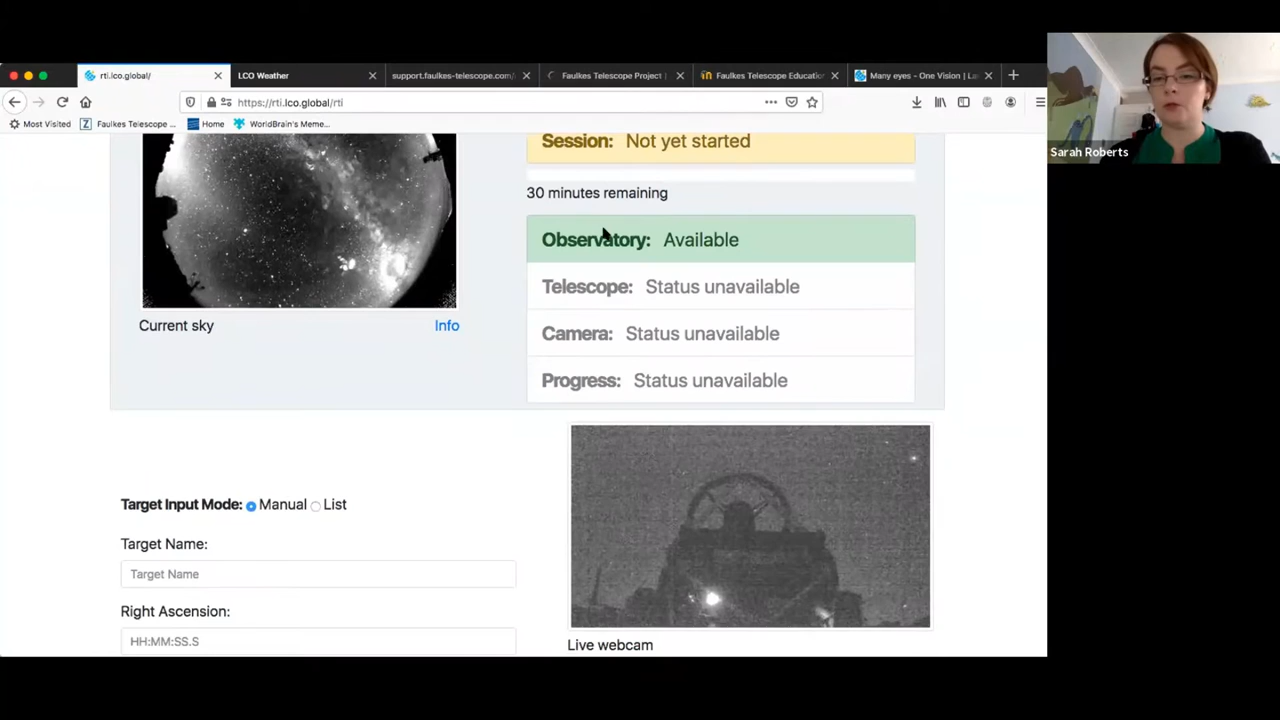 rti.lco.global/
LCO Weather
support.faulkes-telescope.com/
Faulkes Telescope Project |
Faulkes Telescope Educatio
Many eyes - One Vision | La
https://rti.lco.global/rti
Most Visited
Faulkes Telescope ...
Home
WorldBrain's Meme...
Sarah Roberts
Session: Not yet started
30 minutes remaining
Observatory: Available
Telescope: Status unavailable
Camera: Status unavailable
Progress: Status unavailable
Current sky
Info
Target Input Mode: Manual List
Target Name:
Target Name
Right Ascension:
HH:MM:SS.S
Live webcam